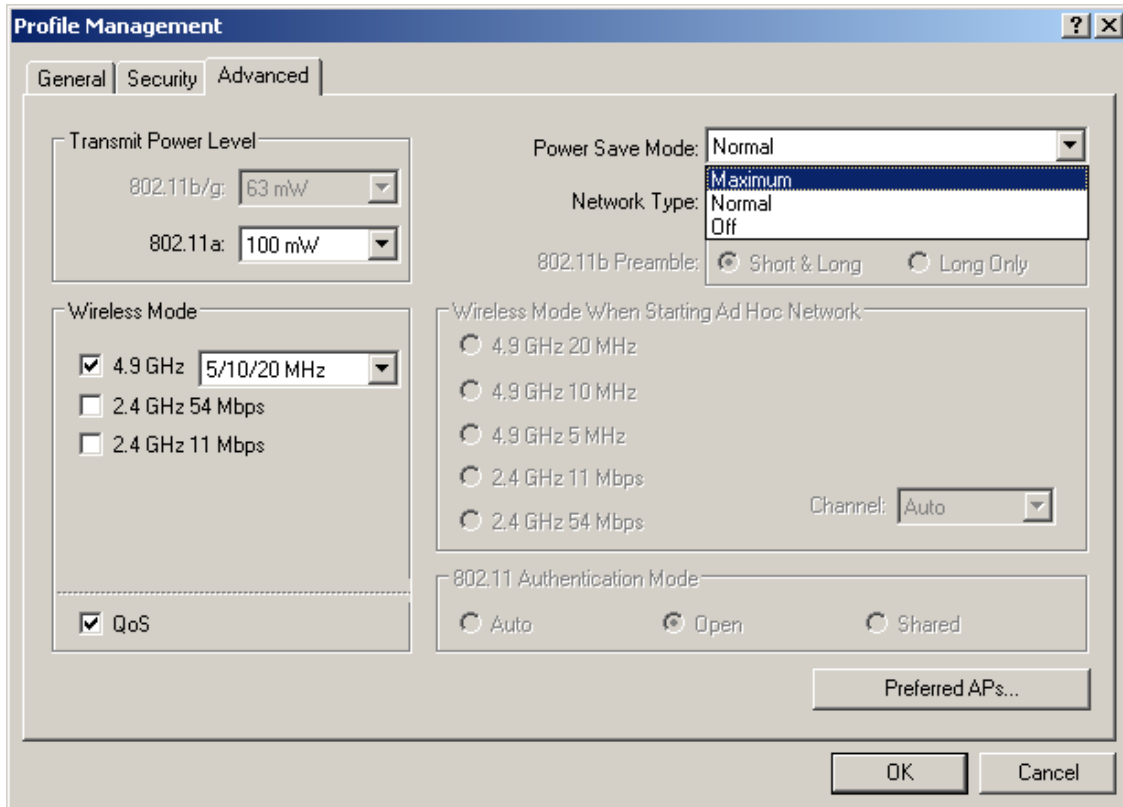 Profile Management
General
Security
Advanced
Transmit Power Level
802.11b/g: 63 mW
802.11a: 100 mW
Power Save Mode: Normal
Maximum
Normal
Off
Network Type:
802.11b Preamble: Short & Long Long Only
Wireless Mode
4.9 GHz 5/10/20 MHz
2.4 GHz 54 Mbps
2.4 GHz 11 Mbps
QoS
Wireless Mode When Starting Ad Hoc Network
4.9 GHz 20 MHz
4.9 GHz 10 MHz
4.9 GHz 5 MHz
2.4 GHz 11 Mbps
2.4 GHz 54 Mbps
Channel: Auto
802.11 Authentication Mode
Auto Open Shared
Preferred APs...
OK Cancel